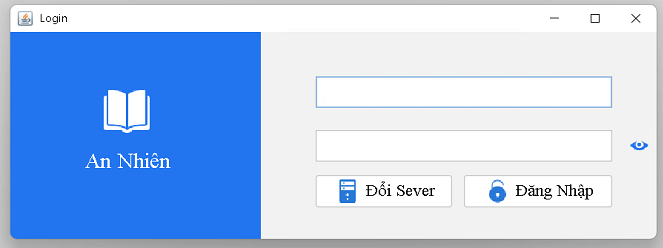 Login
An Nhiên
Đổi Sever
Đăng Nhập